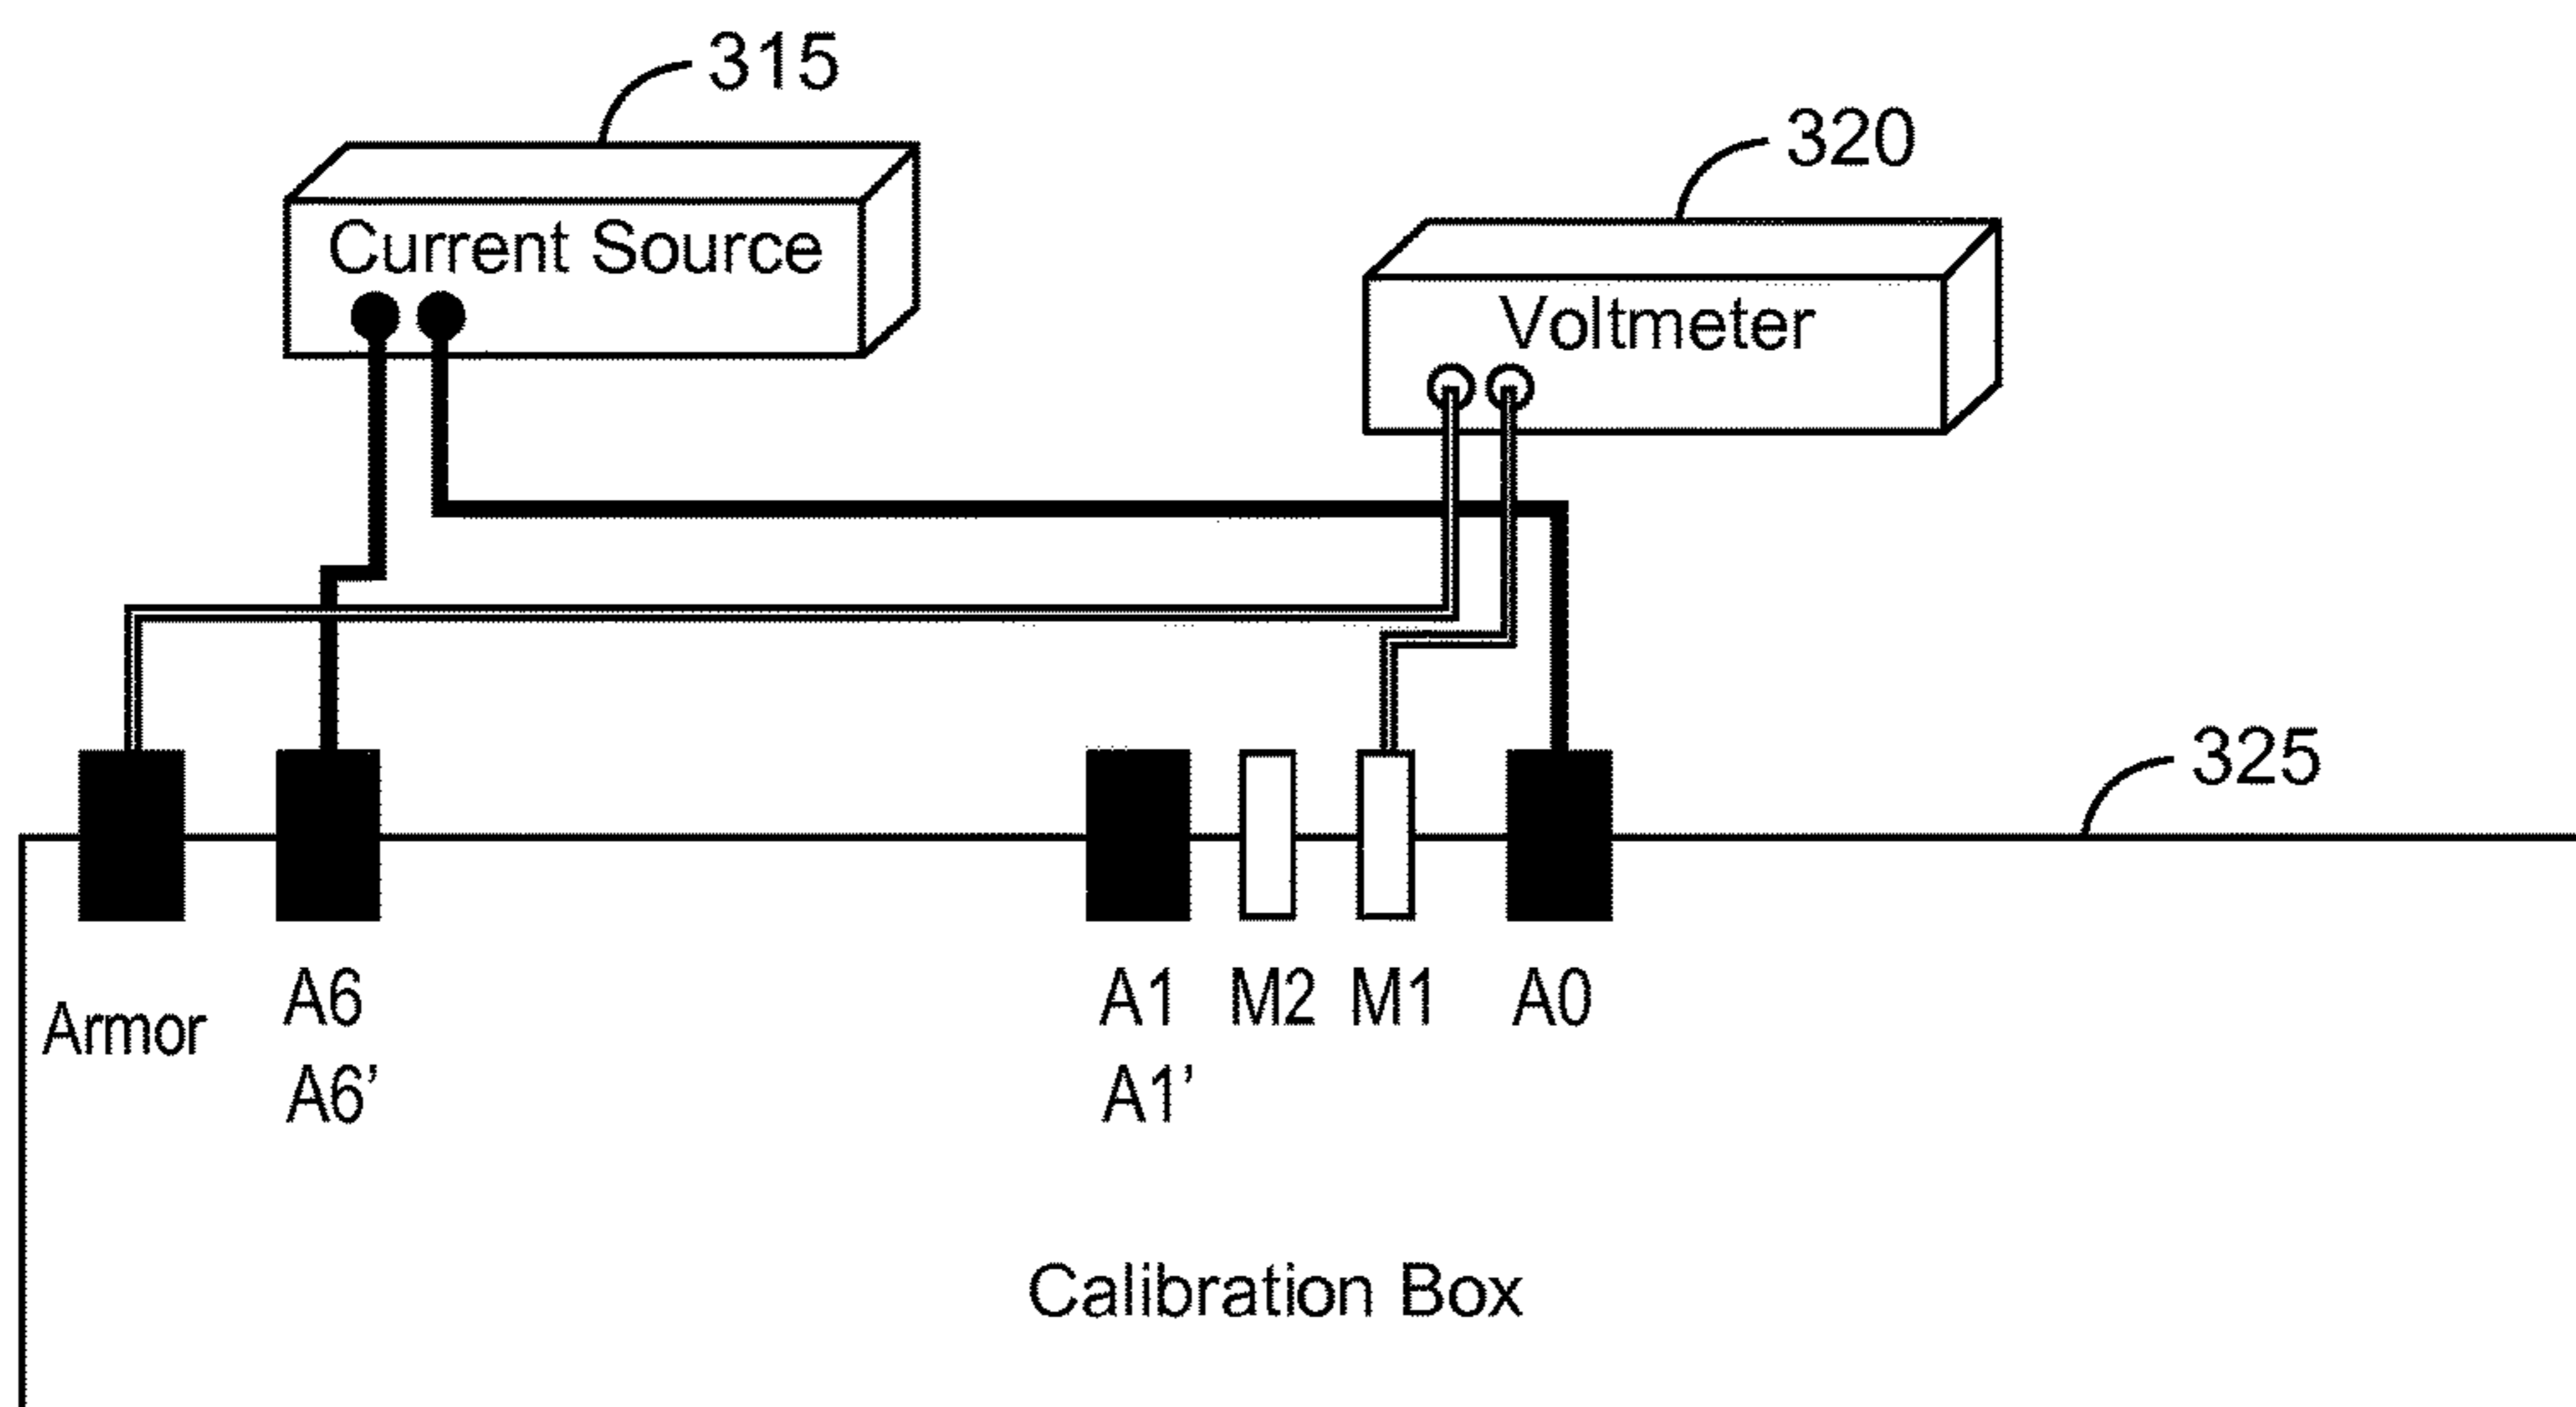 315
320
Current Source
Voltmeter
325
Armor
A6
A6’
A1
A1’
M2
M1
A0
Calibration Box